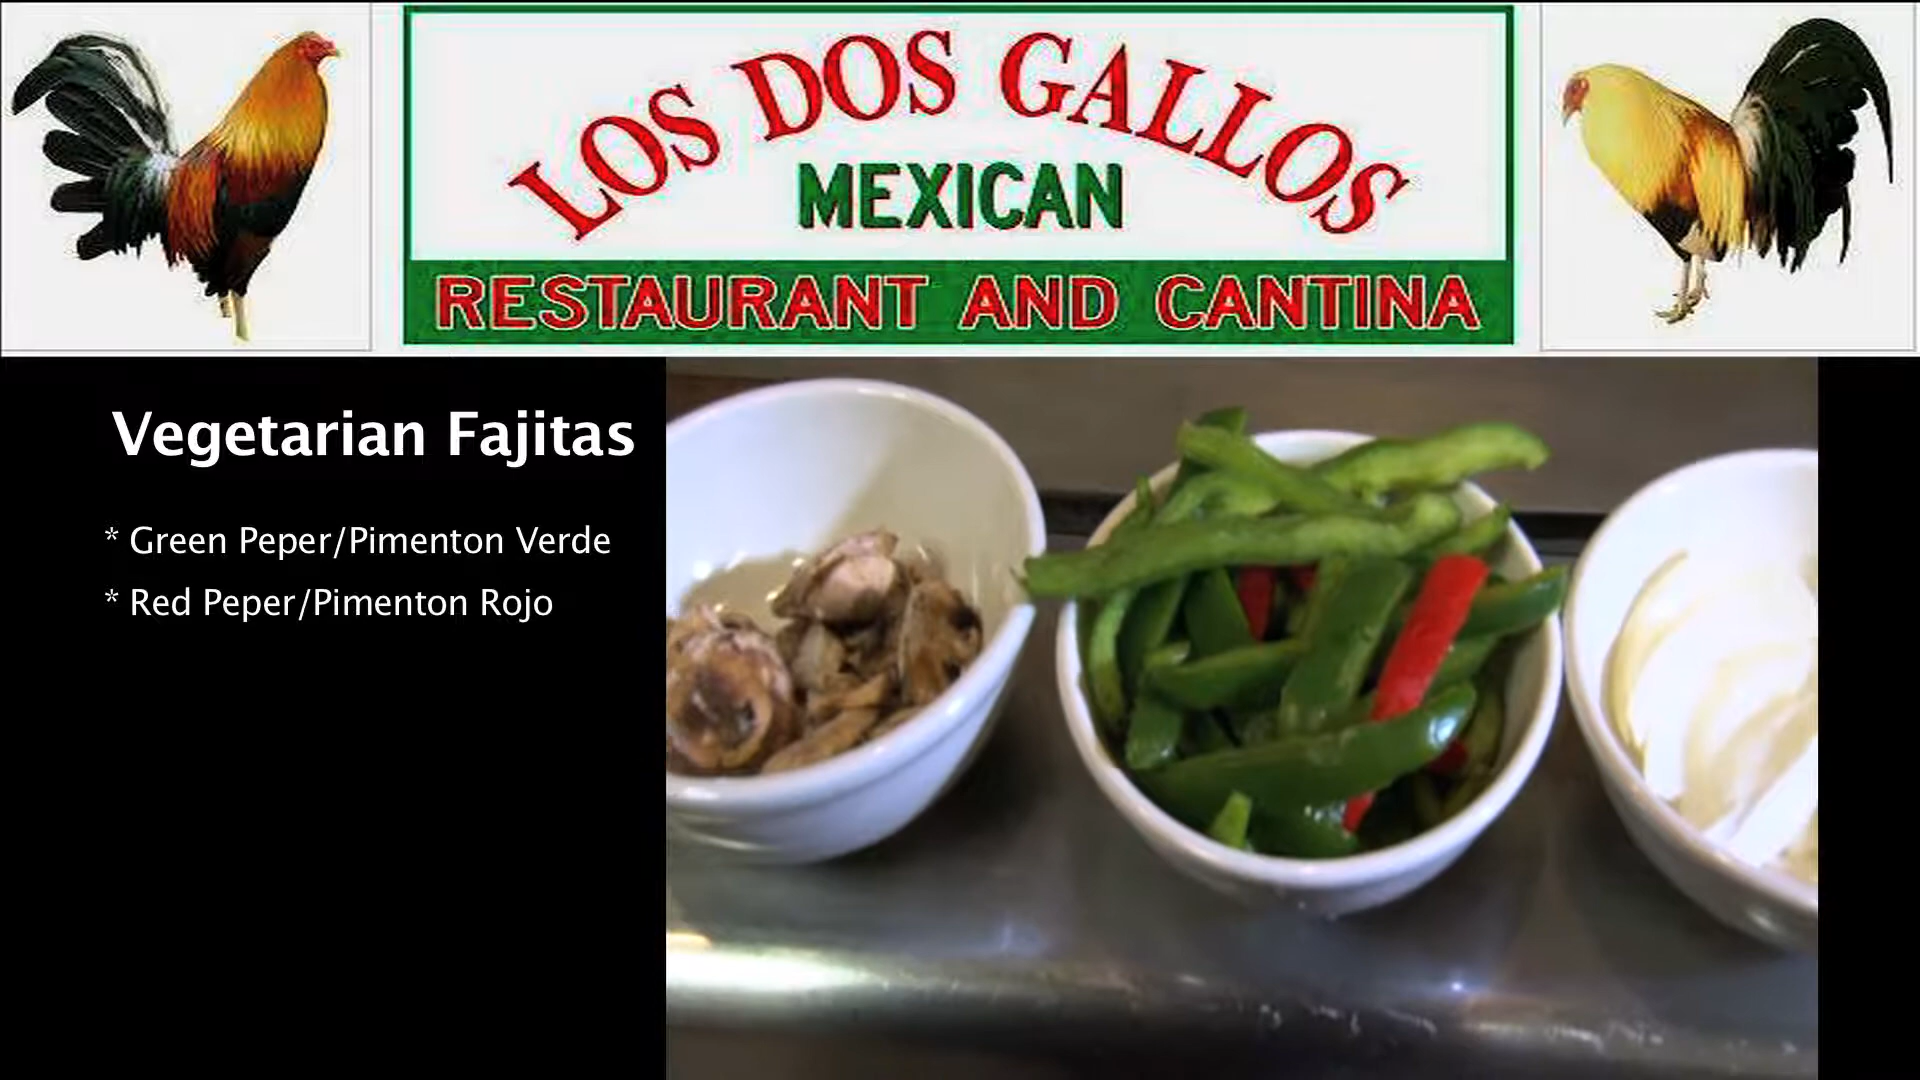 LOS DOS GALLOS
MEXICAN
RESTAURANT AND CANTINA
Vegetarian Fajitas
* Green Peper/Pimenton Verde
* Red Peper/Pimenton Rojo